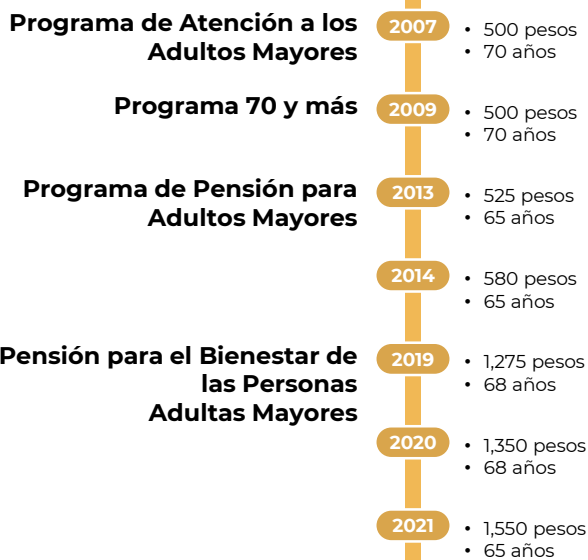 Programa de Atención a los
Adultos Mayores
2007
• 500 pesos
• 70 años
Programa 70 y más
2009
• 500 pesos
• 70 años
Programa de Pensión para
Adultos Mayores
2013
• 525 pesos
• 65 años
2014
• 580 pesos
• 65 años
Pensión para el Bienestar de
las Personas
Adultas Mayores
2019
• 1,275 pesos
• 68 años
2020
• 1,350 pesos
• 68 años
2021
• 1,550 pesos
• 65 años